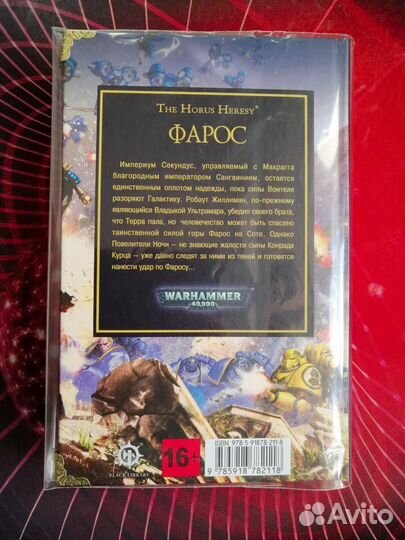 THE HORUS HERESY®
ФАРОС
Империум Секундус, управляемый с Макрагга
благородным императором Сангвинием, остается
единственным оплотом надежды, пока силы Воителя
разоряют Галактику. Робаут Жиллиман, по-прежнему
являющийся Владыкой Ультрамара, убедил своего брата,
что Терра пала, но человечество может быть спасено
таинственной силой горы Фарос на Соте. Однако
Повелители Ночи — не знающие жалости сыны Конрада
Курца — уже давно следят за ними из теней и готовятся
нанести удар по Фаросу...
WARHAMMER
40,000
BLACK LIBRARY
16+
ISBN 978-5-91878-211-8
9 785918 782118
Avito